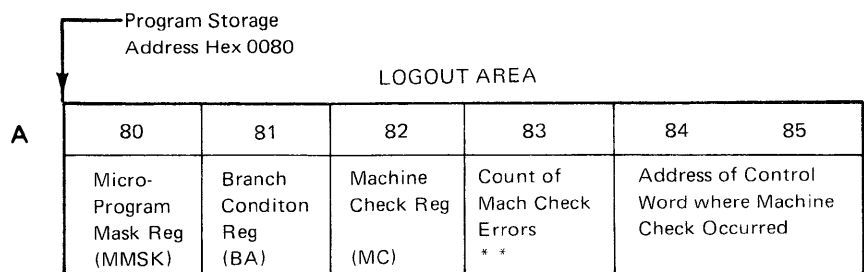 Program Storage
Address Hex 0080
LOGOUT AREA
A
80 81 82 83 84 85
Micro- Branch Machine Count of Address of Control
Program Conditon Check Reg Mach Check Word where Machine
Mask Reg Reg Errors Check Occurred
(MMSK) (BA) (MC) * *